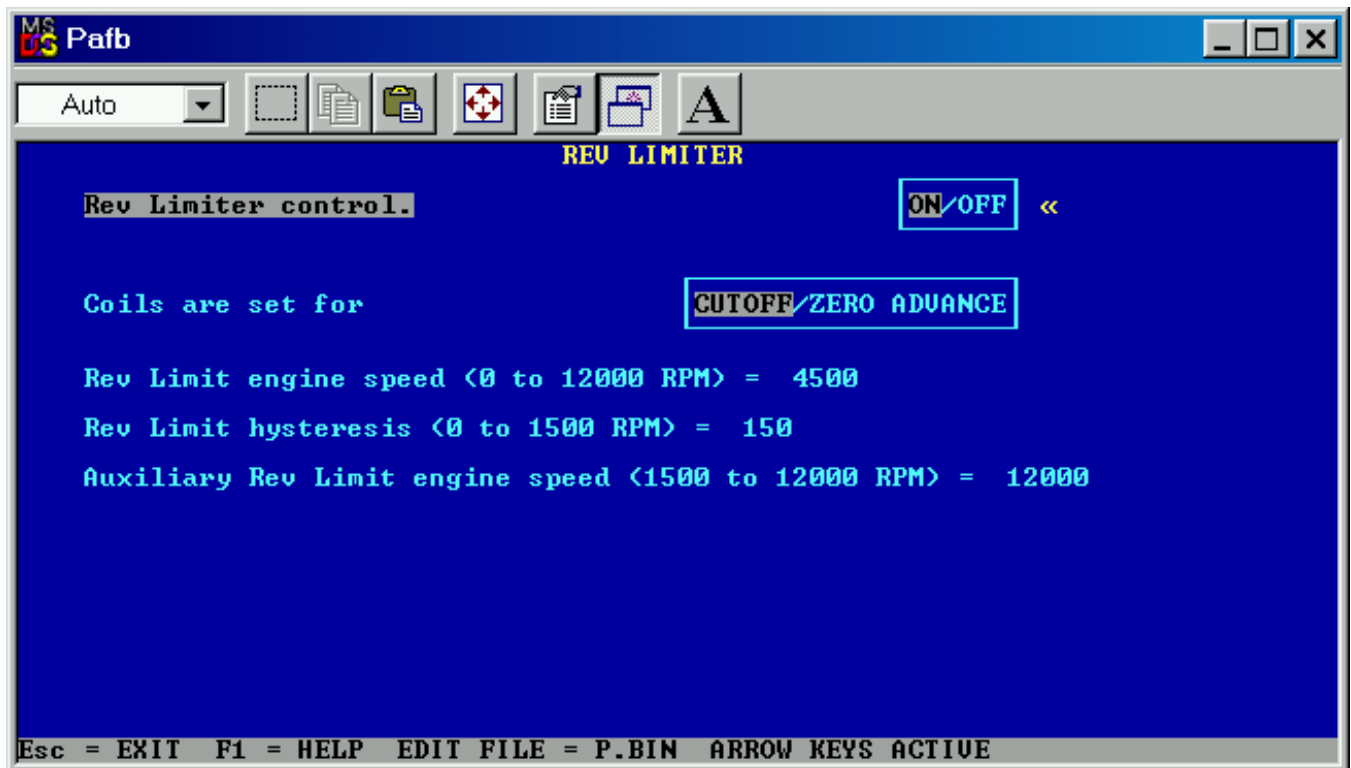 Pafb
Auto A
REV LIMITER
Rev Limiter control. ON/OFF «
Coils are set for CUTOFF/ZERO ADVANCE
Rev Limit engine speed (0 to 12000 RPM) = 4500
Rev Limit hysteresis (0 to 1500 RPM) = 150
Auxiliary Rev Limit engine speed (1500 to 12000 RPM) = 12000
Esc = EXIT F1 = HELP EDIT FILE = P.BIN ARROW KEYS ACTIVE